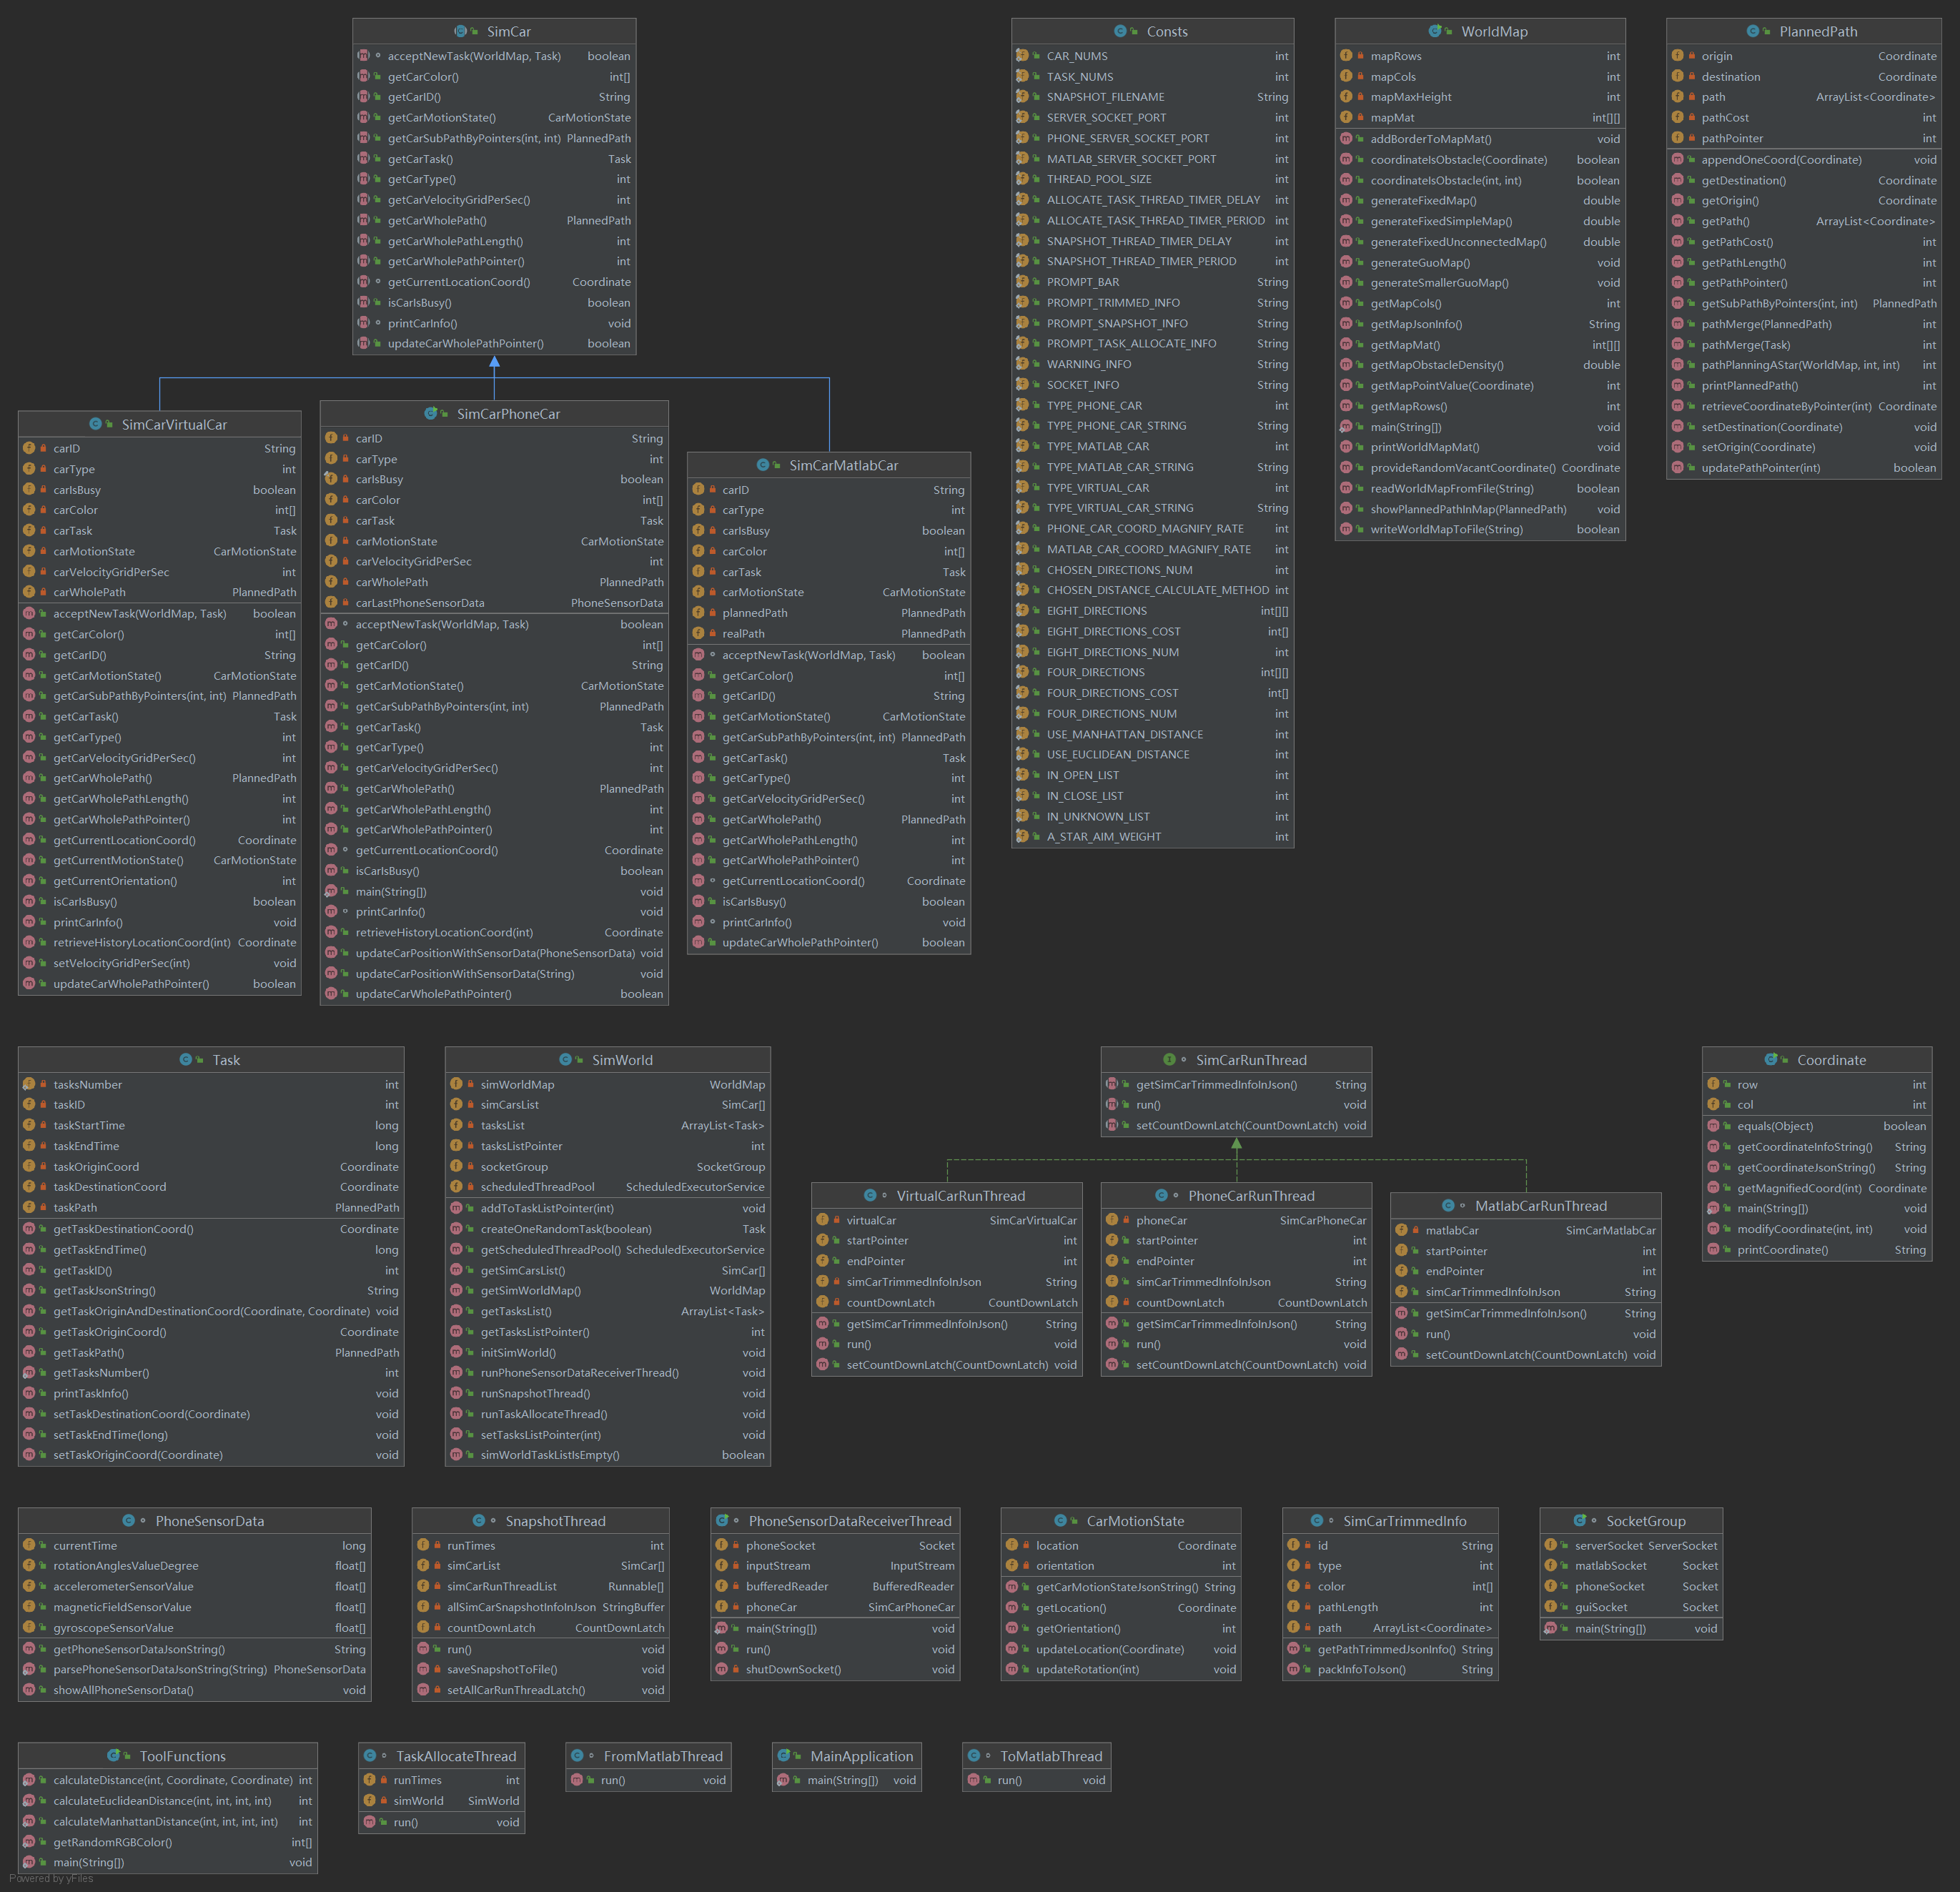 SimCar
acceptNewTask(WorldMap, Task) boolean
getCarColor() int[]
getCarID() String
getCarMotionState() CarMotionState
getCarSubPathByPointers(int, int) PlannedPath
getCarTask() Task
getCarType() int
getCarVelocityGridPerSec() int
getCarWholePath() PlannedPath
getCarWholePathLength() int
getCarWholePathPointer() int
getCurrentLocationCoord() Coordinate
isCarIsBusy() boolean
printCarInfo() void
updateCarWholePathPointer() boolean
Consts
CAR_NUMS int
TASK_NUMS int
SNAPSHOT_FILENAME String
SERVER_SOCKET_PORT int
PHONE_SERVER_SOCKET_PORT int
MATLAB_SERVER_SOCKET_PORT int
THREAD_POOL_SIZE int
ALLOCATE_TASK_THREAD_TIMER_DELAY int
ALLOCATE_TASK_THREAD_TIMER_PERIOD int
SNAPSHOT_THREAD_TIMER_DELAY int
SNAPSHOT_THREAD_TIMER_PERIOD int
PROMPT_BAR String
PROMPT_TRIMMED_INFO String
PROMPT_SNAPSHOT_INFO String
PROMPT_TASK_ALLOCATE_INFO String
WARNING_INFO String
SOCKET_INFO String
TYPE_PHONE_CAR int
TYPE_PHONE_CAR_STRING String
TYPE_MATLAB_CAR int
TYPE_MATLAB_CAR_STRING String
TYPE_VIRTUAL_CAR int
TYPE_VIRTUAL_CAR_STRING String
PHONE_CAR_COORD_MAGNIFY_RATE int
MATLAB_CAR_COORD_MAGNIFY_RATE int
CHOSEN_DIRECTIONS_NUM int
CHOSEN_DISTANCE_CALCULATE_METHOD int
EIGHT_DIRECTIONS int[][]
EIGHT_DIRECTIONS_COST int[]
EIGHT_DIRECTIONS_NUM int
FOUR_DIRECTIONS int[][]
FOUR_DIRECTIONS_COST int[]
FOUR_DIRECTIONS_NUM int
USE_MANHATTAN_DISTANCE int
USE_EUCLIDEAN_DISTANCE int
IN_OPEN_LIST int
IN_CLOSE_LIST int
IN_UNKNOWN_LIST int
A_STAR_AIM_WEIGHT int
WorldMap
mapRows int
mapCols int
mapMaxHeight int
mapMat int[][]
addBorderToMapMat() void
coordinateIsObstacle(Coordinate) boolean
coordinateIsObstacle(int, int) boolean
generateFixedMap() double
generateFixedSimpleMap() double
generateFixedUnconnectedMap() double
generateGuoMap() void
generateSmallerGuoMap() void
getMapCols() int
getMapJsonInfo() String
getMapMat() int[][]
getMapObstacleDensity() double
getMapPointValue(Coordinate) int
getMapRows() int
main(String[]) void
printWorldMapMat() void
provideRandomVacantCoordinate() Coordinate
readWorldMapFromFile(String) boolean
showPlannedPathInMap(PlannedPath) void
writeWorldMapToFile(String) boolean
PlannedPath
origin Coordinate
destination Coordinate
path ArrayList<Coordinate>
pathCost int
pathPointer int
appendOneCoord(Coordinate) void
getDestination() Coordinate
getOrigin() Coordinate
getPath() ArrayList<Coordinate>
getPathCost() int
getPathLength() int
getPathPointer() int
getSubPathByPointers(int, int) PlannedPath
pathMerge(PlannedPath) int
pathMerge(Task) int
pathPlanningAStar(WorldMap, int, int) int
printPlannedPath() int
retrieveCoordinateByPointer(int) Coordinate
setDestination(Coordinate) void
setOrigin(Coordinate) void
updatePathPointer(int) boolean
SimCarVirtualCar
carID String
carType int
carIsBusy boolean
carColor int[]
carTask Task
carMotionState CarMotionState
carVelocityGridPerSec int
carWholePath PlannedPath
acceptNewTask(WorldMap, Task) boolean
getCarColor() int[]
getCarID() String
getCarMotionState() CarMotionState
getCarSubPathByPointers(int, int) PlannedPath
getCarTask() Task
getCarType() int
getCarVelocityGridPerSec() int
getCarWholePath() PlannedPath
getCarWholePathLength() int
getCarWholePathPointer() int
getCurrentLocationCoord() Coordinate
getCurrentMotionState() CarMotionState
getCurrentOrientation() int
isCarIsBusy() boolean
printCarInfo() void
retrieveHistoryLocationCoord(int) Coordinate
setVelocityGridPerSec(int) void
updateCarWholePathPointer() boolean
SimCarPhoneCar
carID String
carType int
carIsBusy boolean
carColor int[]
carTask Task
carMotionState CarMotionState
carVelocityGridPerSec int
carWholePath PlannedPath
carLastPhoneSensorData PhoneSensorData
acceptNewTask(WorldMap, Task) boolean
getCarColor() int[]
getCarID() String
getCarMotionState() CarMotionState
getCarSubPathByPointers(int, int) PlannedPath
getCarTask() Task
getCarType() int
getCarVelocityGridPerSec() int
getCarWholePath() PlannedPath
getCarWholePathLength() int
getCarWholePathPointer() int
getCurrentLocationCoord() Coordinate
isCarIsBusy() boolean
main(String[]) void
printCarInfo() void
retrieveHistoryLocationCoord(int) Coordinate
updateCarPositionWithSensorData(PhoneSensorData) void
updateCarPositionWithSensorData(String) void
updateCarWholePathPointer() boolean
SimCarMatlabCar
carID String
carType int
carIsBusy boolean
carColor int[]
carTask Task
carMotionState CarMotionState
plannedPath PlannedPath
realPath PlannedPath
acceptNewTask(WorldMap, Task) boolean
getCarColor() int[]
getCarID() String
getCarMotionState() CarMotionState
getCarSubPathByPointers(int, int) PlannedPath
getCarTask() Task
getCarType() int
getCarVelocityGridPerSec() int
getCarWholePath() PlannedPath
getCarWholePathLength() int
getCarWholePathPointer() int
getCurrentLocationCoord() Coordinate
isCarIsBusy() boolean
printCarInfo() void
updateCarWholePathPointer() boolean
Task
tasksNumber int
taskID int
taskStartTime long
taskEndTime long
taskOriginCoord Coordinate
taskDestinationCoord Coordinate
taskPath PlannedPath
getTaskDestinationCoord() Coordinate
getTaskEndTime() long
getTaskID() int
getTaskJsonString() String
getTaskOriginAndDestinationCoord(Coordinate, Coordinate) void
getTaskOriginCoord() Coordinate
getTaskPath() PlannedPath
getTasksNumber() int
printTaskInfo() void
setTaskDestinationCoord(Coordinate) void
setTaskEndTime(long) void
setTaskOriginCoord(Coordinate) void
SimWorld
simWorldMap WorldMap
simCarsList SimCar[]
tasksList ArrayList<Task>
tasksListPointer int
socketGroup SocketGroup
scheduledThreadPool ScheduledExecutorService
addToTaskListPointer(int) void
createOneRandomTask(boolean) Task
getScheduledThreadPool() ScheduledExecutorService
getSimCarsList() SimCar[]
getSimWorldMap() WorldMap
getTasksList() ArrayList<Task>
getTasksListPointer() int
initSimWorld() void
runPhoneSensorDataReceiverThread() void
runSnapshotThread() void
runTaskAllocateThread() void
setTasksListPointer(int) void
simWorldTaskListIsEmpty() boolean
SimCarRunThread
getSimCarTrimmedInfoInJson() String
run() void
setCountDownLatch(CountDownLatch) void
VirtualCarRunThread
virtualCar SimCarVirtualCar
startPointer int
endPointer int
simCarTrimmedInfoInJson String
countDownLatch CountDownLatch
getSimCarTrimmedInfoInJson() String
run() void
setCountDownLatch(CountDownLatch) void
PhoneCarRunThread
phoneCar SimCarPhoneCar
startPointer int
endPointer int
simCarTrimmedInfoInJson String
countDownLatch CountDownLatch
getSimCarTrimmedInfoInJson() String
run() void
setCountDownLatch(CountDownLatch) void
MatlabCarRunThread
matlabCar SimCarMatlabCar
startPointer int
endPointer int
simCarTrimmedInfoInJson String
getSimCarTrimmedInfoInJson() String
run() void
setCountDownLatch(CountDownLatch) void
Coordinate
row int
col int
equals(Object) boolean
getCoordinateInfoString() String
getCoordinateJsonString() String
getMagnifiedCoord(int) Coordinate
main(String[]) void
modifyCoordinate(int, int) void
printCoordinate() String
PhoneSensorData
currentTime long
rotationAnglesValueDegree float[]
accelerometerSensorValue float[]
magneticFieldSensorValue float[]
gyroscopeSensorValue float[]
getPhoneSensorDataJsonString() String
parsePhoneSensorDataJsonString(String) PhoneSensorData
showAllPhoneSensorData() void
SnapshotThread
runTimes int
simCarList SimCar[]
simCarRunThreadList Runnable[]
allSimCarSnapshotInfoInJson StringBuffer
countDownLatch CountDownLatch
run() void
saveSnapshotToFile() void
setAllCarRunThreadLatch() void
PhoneSensorDataReceiverThread
phoneSocket Socket
inputStream InputStream
bufferedReader BufferedReader
phoneCar SimCarPhoneCar
main(String[]) void
run() void
shutDownSocket() void
CarMotionState
location Coordinate
orientation int
getCarMotionStateJsonString() String
getLocation() Coordinate
getOrientation() int
updateLocation(Coordinate) void
updateRotation(int) void
SimCarTrimmedInfo
id String
type int
color int[]
pathLength int
path ArrayList<Coordinate>
getPathTrimmedJsonInfo() String
packInfoToJson() String
SocketGroup
serverSocket ServerSocket
matlabSocket Socket
phoneSocket Socket
guiSocket Socket
main(String[]) void
ToolFunctions
calculateDistance(int, Coordinate, Coordinate) int
calculateEuclideanDistance(int, int, int, int) int
calculateManhattanDistance(int, int, int, int) int
getRandomRGBColor() int[]
main(String[]) void
TaskAllocateThread
runTimes int
simWorld SimWorld
run() void
FromMatlabThread
run() void
MainApplication
main(String[]) void
ToMatlabThread
run() void
Powered by yFiles